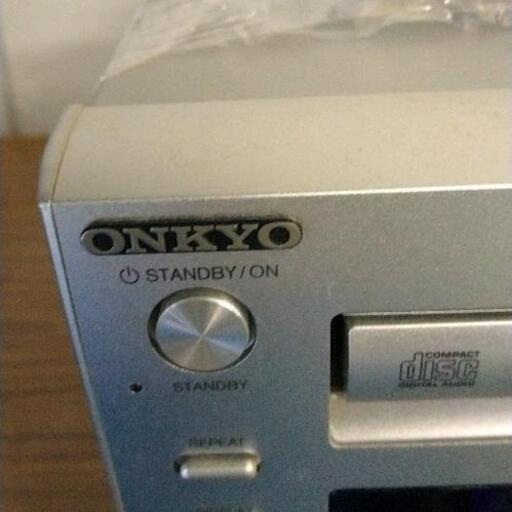 ONKYO
STANDBY/ON
STANDBY
COMPACT
disc
DIGITAL AUDIO
REPEAT